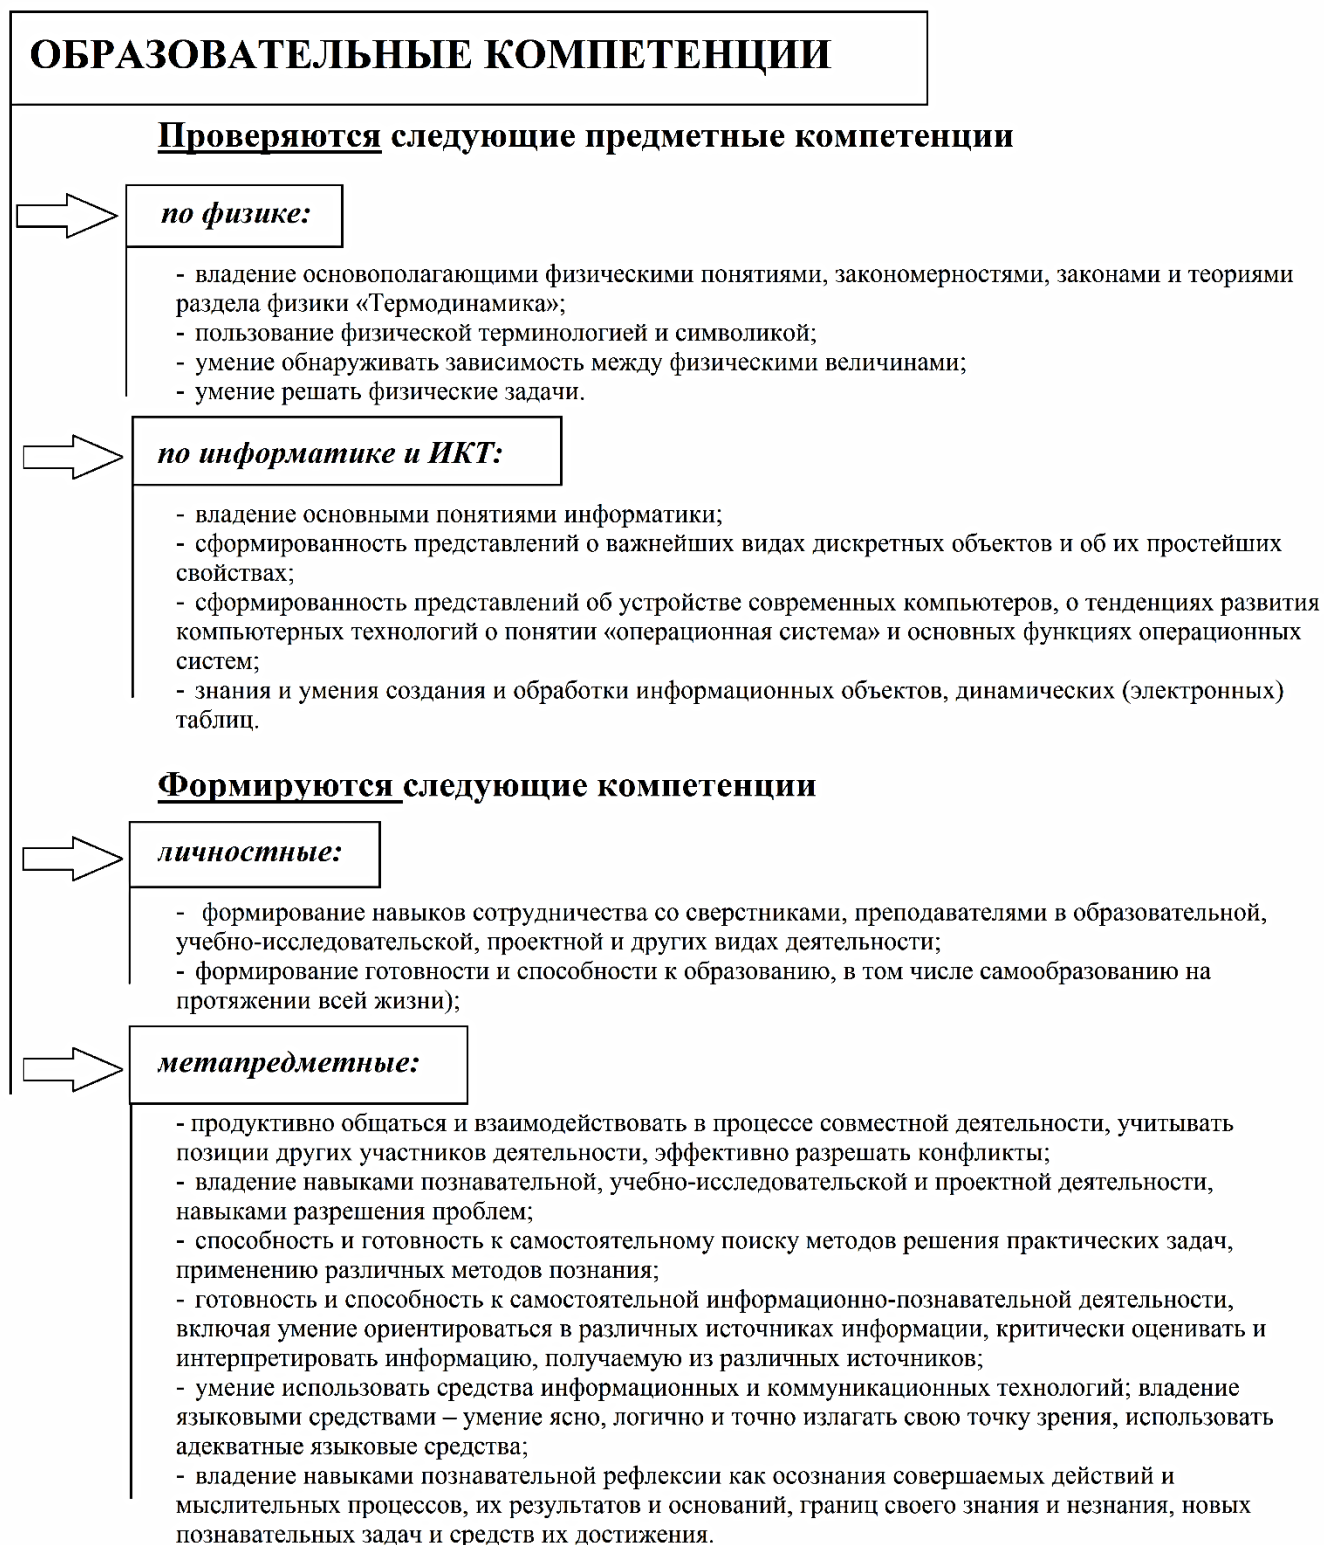 ОБРАЗОВАТЕЛЬНЫЕ КОМПЕТЕНЦИИ
Проверяются следующие предметные компетенции
по физике:
- владение основополагающими физическими понятиями, закономерностями, законами и теориями
раздела физики «Термодинамика»;
- пользование физической терминологией и символикой;
- умение обнаруживать зависимость между физическими величинами;
- умение решать физические задачи.
по информатике и ИКТ:
- владение основными понятиями информатики;
- сформированность представлений о важнейших видах дискретных объектов и об их простейших
свойствах;
- сформированность представлений об устройстве современных компьютеров, о тенденциях развития
компьютерных технологий о понятии «операционная система» и основных функциях операционных
систем;
- знания и умения создания и обработки информационных объектов, динамических (электронных)
таблиц.
Формируются следующие компетенции
личностные:
- формирование навыков сотрудничества со сверстниками, преподавателями в образовательной,
учебно-исследовательской, проектной и других видах деятельности;
- формирование готовности и способности к образованию, в том числе самообразованию на
протяжении всей жизни);
метапредметные:
- продуктивно общаться и взаимодействовать в процессе совместной деятельности, учитывать
позиции других участников деятельности, эффективно разрешать конфликты;
- владение навыками познавательной, учебно-исследовательской и проектной деятельности,
навыками разрешения проблем;
- способность и готовность к самостоятельному поиску методов решения практических задач,
применению различных методов познания;
- готовность и способность к самостоятельной информационно-познавательной деятельности,
включая умение ориентироваться в различных источниках информации, критически оценивать и
интерпретировать информацию, получаемую из различных источников;
- умение использовать средства информационных и коммуникационных технологий; владение
языковыми средствами – умение ясно, логично и точно излагать свою точку зрения, использовать
адекватные языковые средства;
- владение навыками познавательной рефлексии как осознания совершаемых действий и
мыслительных процессов, их результатов и оснований, границ своего знания и незнания, новых
познавательных задач и средств их достижения.